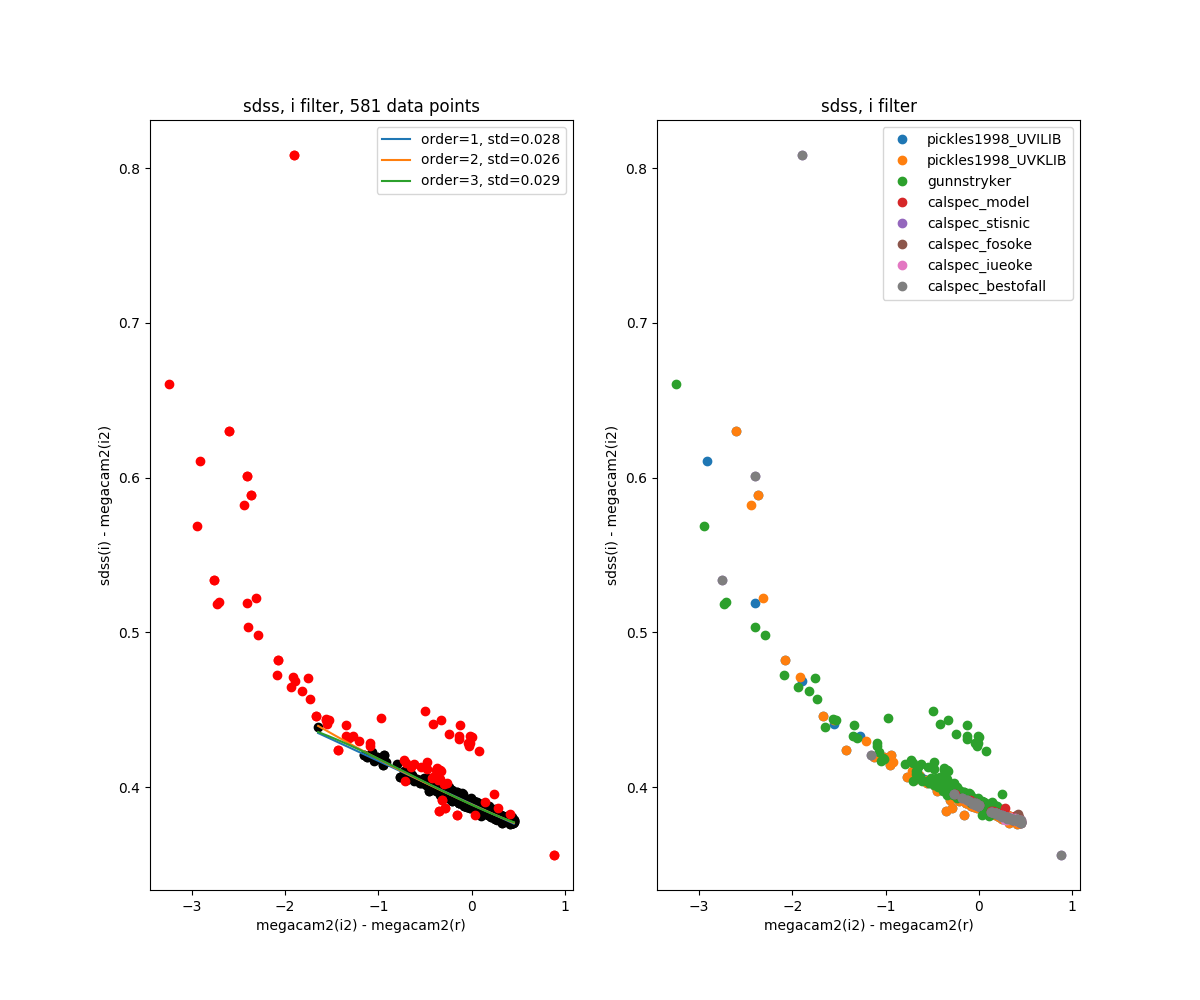 sdss, i filter, 581 data points
order=1, std=0.028
order=2, std=0.026
order=3, std=0.029
0.8
0.7
0.6
0.5
0.4
sdss(i) - megacam2(i2)
−3
−2
−1
0
1
megacam2(i2) - megacam2(r)
sdss, i filter
pickles1998_UVILIB
pickles1998_UVKLIB
gunnstryker
calspec_model
calspec_stisnic
calspec_fosoke
calspec_iueoke
calspec_bestofall
0.8
0.7
0.6
0.5
0.4
sdss(i) - megacam2(i2)
−3
−2
−1
0
1
megacam2(i2) - megacam2(r)